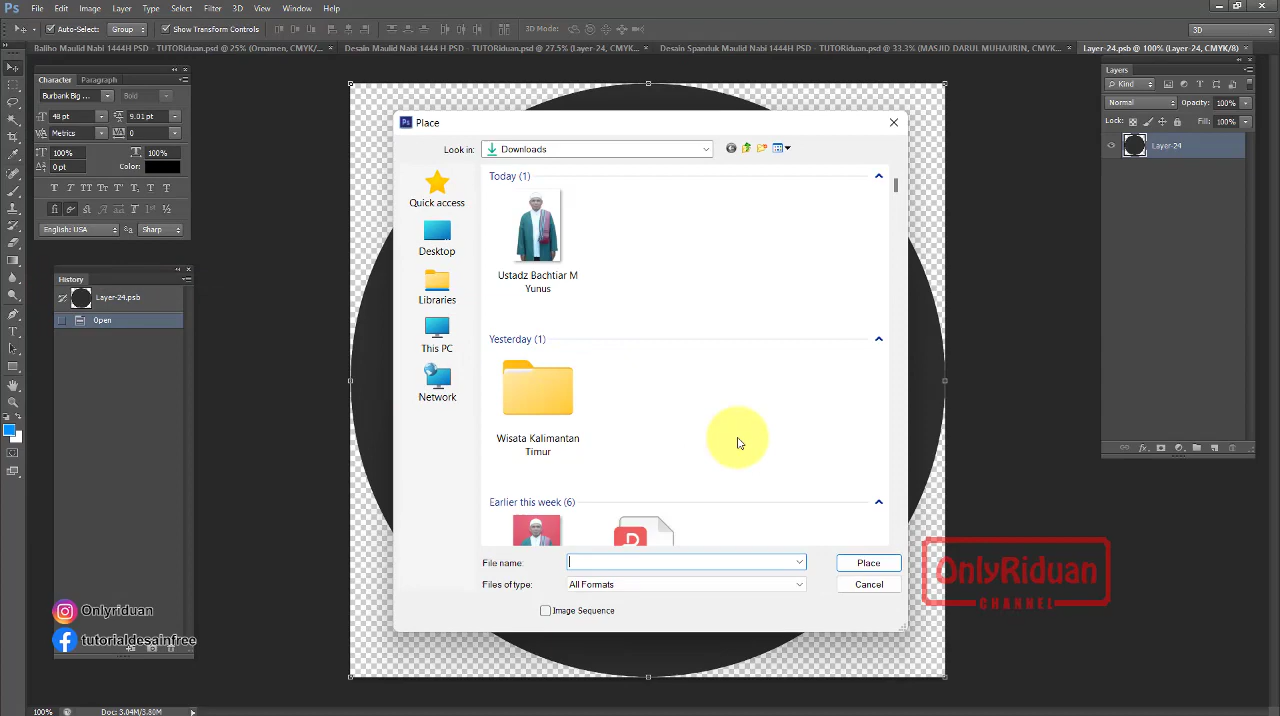 Ps File Edit Image Layer Type Select Filter 3D View Window Help
Auto-Select: Group Show Transform Controls 3D Mode: 3D
Baliho Maulid Nabi 1444H PSD - TUTORiduan.psd @ 25% (Ornamen, CMYK/... × Desain Maulid Nabi 1444 H PSD - TUTORiduan.psd @ 27.5% (Layer-24, CMYK/8) × Desain Spanduk Maulid Nabi 1444H PSD - TUTORiduan.psd @ 33.3% (MASJID DARUL MUHAJIRIN, CMYK/... × Layer-24.psb @ 100% (Layer-24, CMYK/8) ×
Character Paragraph
Burbank Big ... Bold
48 pt 9.01 pt
Metrics 0
100% 100%
0 pt Color:
English: USA Sharp
History
Layer-24.psb
Open
Place
Look in: Downloads
Quick access
Desktop
Libraries
This PC
Network
Today (1)
Ustadz Bachtiar M
Yunus
Yesterday (1)
Wisata Kalimantan
Timur
Earlier this week (6)
File name: Place
Files of type: All Formats Cancel
Image Sequence
Layers
Kind
Normal Opacity: 100%
Lock: Fill: 100%
Layer-24
OnlyRiduan
CHANNEL
Onlyriduan
tutorialdesainfree
100% Doc: 3.04M/3.80M